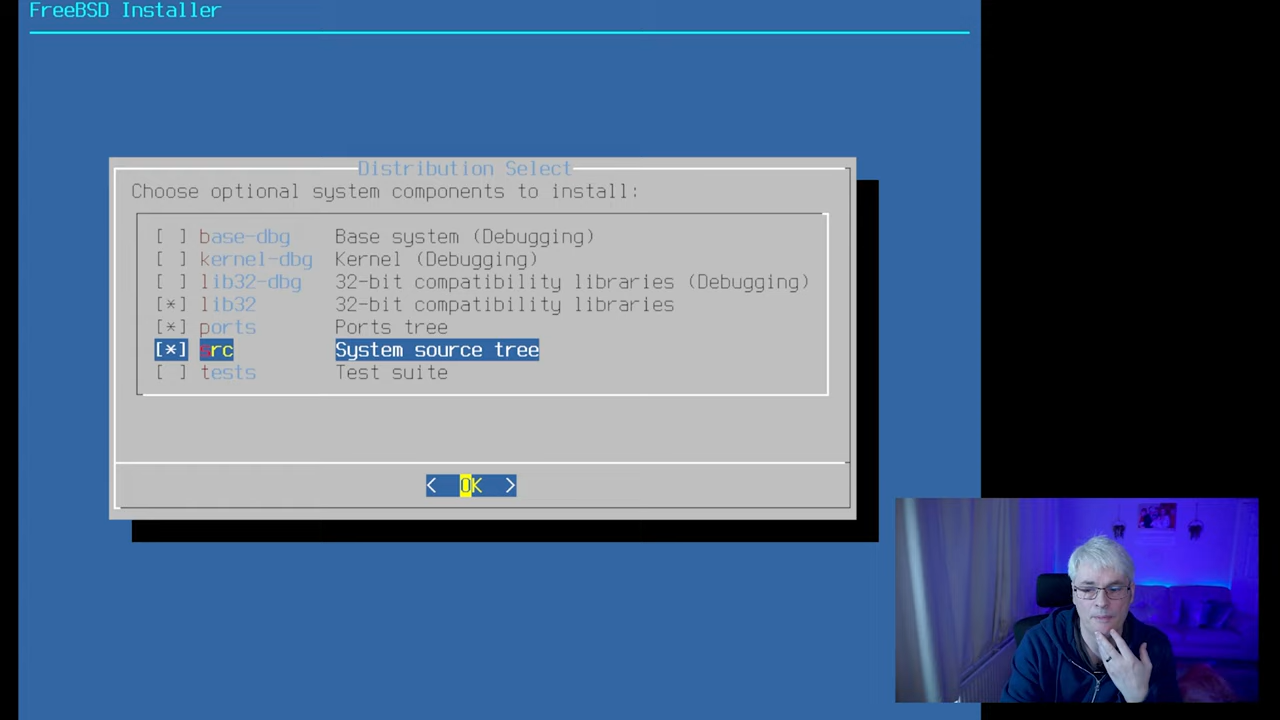 FreeBSD Installer
Distribution Select
Choose optional system components to install:
[ ] base-dbg Base system (Debugging)
[ ] kernel-dbg Kernel (Debugging)
[ ] lib32-dbg 32-bit compatibility libraries (Debugging)
[*] lib32 32-bit compatibility libraries
[*] ports Ports tree
[*] src System source tree
[ ] tests Test suite
< OK >